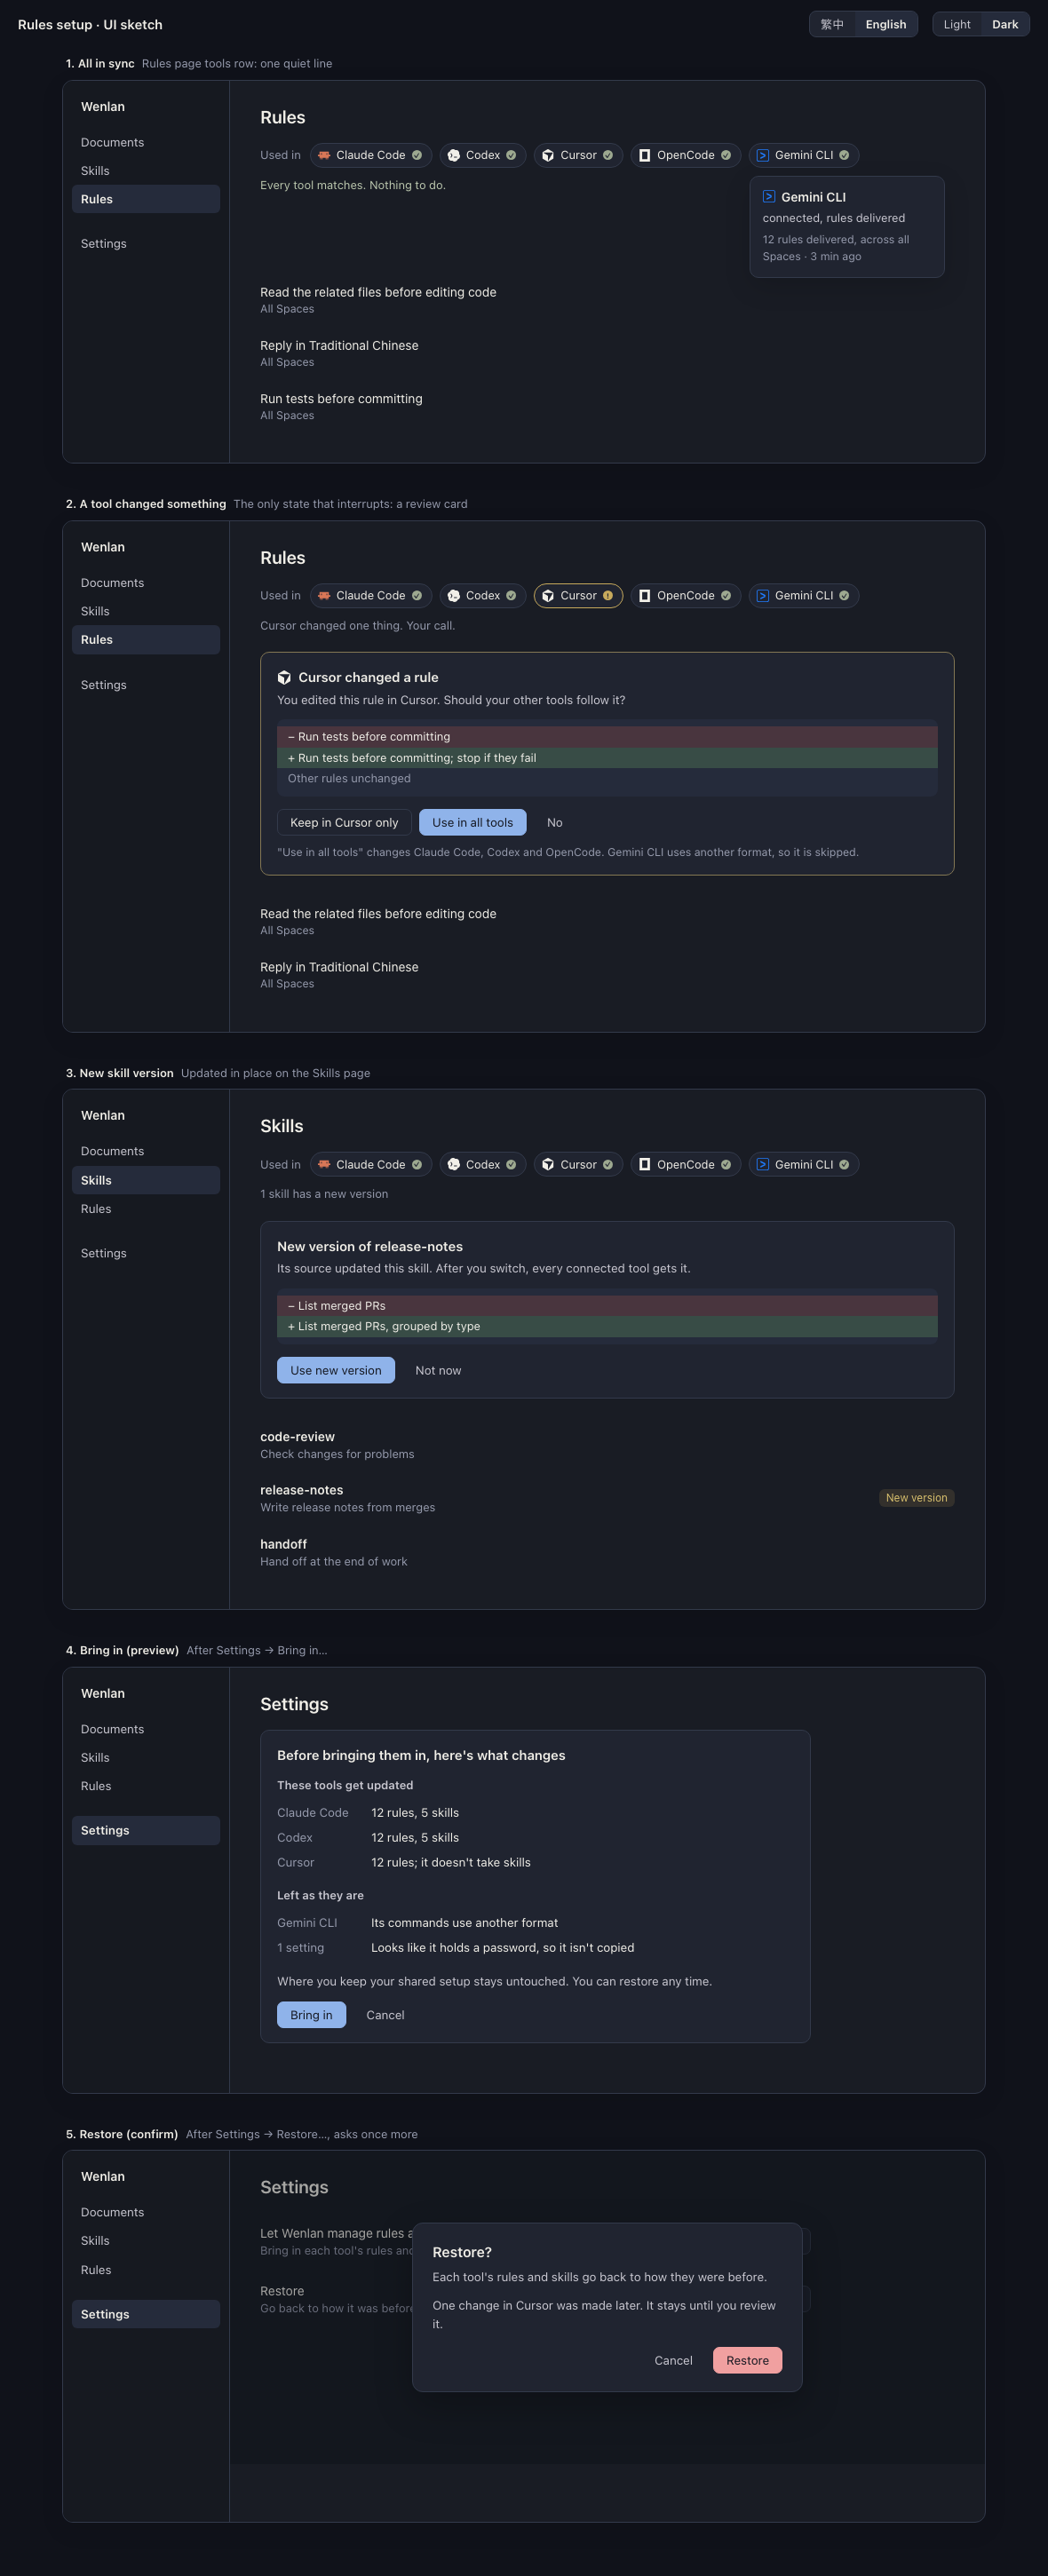 Rules setup · UI sketch
繁中 English Light Dark
1. All in sync Rules page tools row: one quiet line
Wenlan
Documents
Skills
Rules
Settings
Rules
Used in Claude Code Codex Cursor OpenCode Gemini CLI
Every tool matches. Nothing to do.
Gemini CLI
connected, rules delivered
12 rules delivered, across all
Spaces · 3 min ago
Read the related files before editing code
All Spaces
Reply in Traditional Chinese
All Spaces
Run tests before committing
All Spaces
2. A tool changed something The only state that interrupts: a review card
Wenlan
Documents
Skills
Rules
Settings
Rules
Used in Claude Code Codex Cursor OpenCode Gemini CLI
Cursor changed one thing. Your call.
Cursor changed a rule
You edited this rule in Cursor. Should your other tools follow it?
– Run tests before committing
+ Run tests before committing; stop if they fail
Other rules unchanged
Keep in Cursor only Use in all tools No
"Use in all tools" changes Claude Code, Codex and OpenCode. Gemini CLI uses another format, so it is skipped.
Read the related files before editing code
All Spaces
Reply in Traditional Chinese
All Spaces
3. New skill version Updated in place on the Skills page
Wenlan
Documents
Skills
Rules
Settings
Skills
Used in Claude Code Codex Cursor OpenCode Gemini CLI
1 skill has a new version
New version of release-notes
Its source updated this skill. After you switch, every connected tool gets it.
– List merged PRs
+ List merged PRs, grouped by type
Use new version Not now
code-review
Check changes for problems
release-notes
Write release notes from merges
New version
handoff
Hand off at the end of work
4. Bring in (preview) After Settings → Bring in…
Wenlan
Documents
Skills
Rules
Settings
Settings
Before bringing them in, here's what changes
These tools get updated
Claude Code 12 rules, 5 skills
Codex 12 rules, 5 skills
Cursor 12 rules; it doesn't take skills
Left as they are
Gemini CLI Its commands use another format
1 setting Looks like it holds a password, so it isn't copied
Where you keep your shared setup stays untouched. You can restore any time.
Bring in Cancel
5. Restore (confirm) After Settings → Restore…, asks once more
Wenlan
Documents
Skills
Rules
Settings
Settings
Let Wenlan manage rules
Bring in each tool's rules
Restore
Go back to how it was before
Restore?
Each tool's rules and skills go back to how they were before.
One change in Cursor was made later. It stays until you review
it.
Cancel Restore